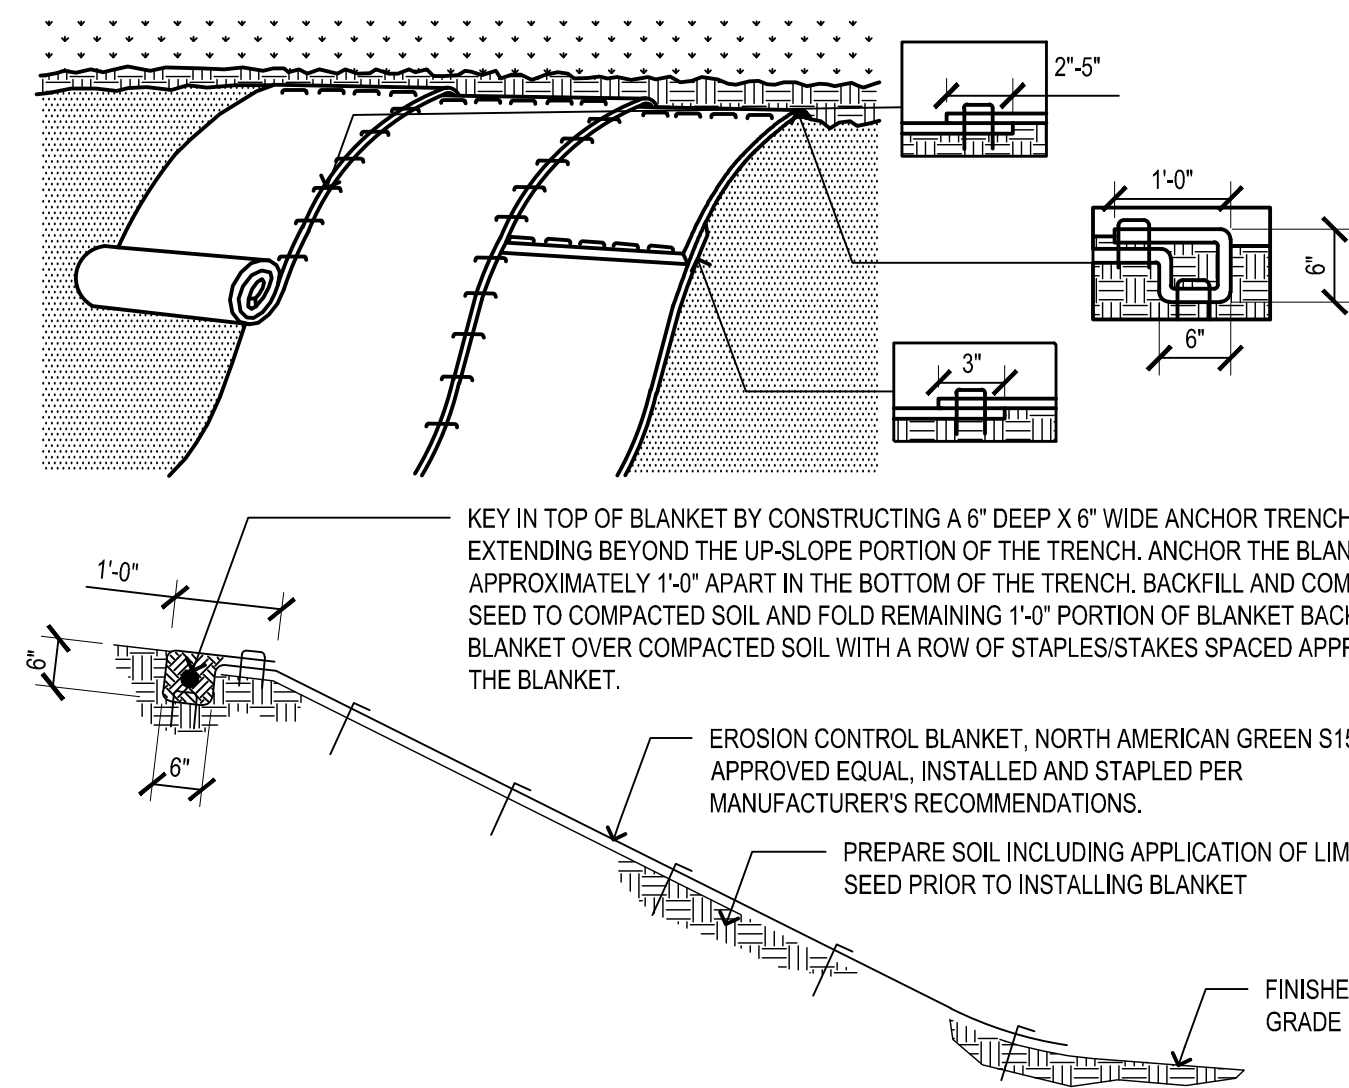 2"-5"
1'-0"
6"
6"
3"
KEY IN TOP OF BLANKET BY CONSTRUCTING A 6" DEEP X 6" WIDE ANCHOR TRENCH
EXTENDING BEYOND THE UP-SLOPE PORTION OF THE TRENCH. ANCHOR THE BLAN
APPROXIMATELY 1'-0" APART IN THE BOTTOM OF THE TRENCH. BACKFILL AND COM
SEED TO COMPACTED SOIL AND FOLD REMAINING 1'-0" PORTION OF BLANKET BACK
BLANKET OVER COMPACTED SOIL WITH A ROW OF STAPLES/STAKES SPACED APPR
THE BLANKET.
1'-0"
6"
6"
EROSION CONTROL BLANKET, NORTH AMERICAN GREEN S15
APPROVED EQUAL, INSTALLED AND STAPLED PER
MANUFACTURER'S RECOMMENDATIONS.
PREPARE SOIL INCLUDING APPLICATION OF LIM
SEED PRIOR TO INSTALLING BLANKET
FINISHE
GRADE